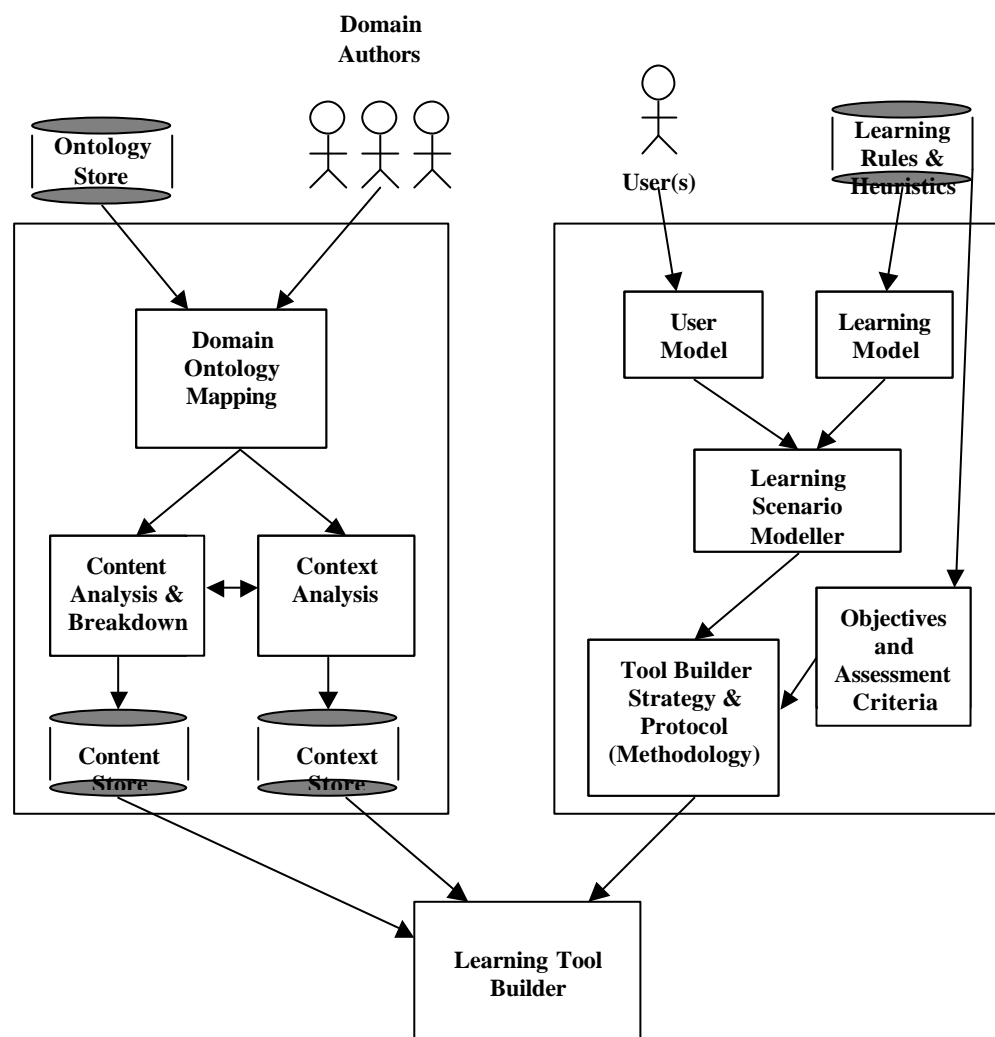 Domain
Authors
Ontology
Store
User(s)
Learning
Rules &
Heuristics
Domain
Ontology
Mapping
User
Model
Learning
Model
Learning
Scenario
Modeller
Content
Analysis &
Breakdown
Context
Analysis
Objectives
and
Assessment
Criteria
Tool Builder
Strategy &
Protocol
(Methodology)
Content
Store
Context
Store
Learning Tool
Builder